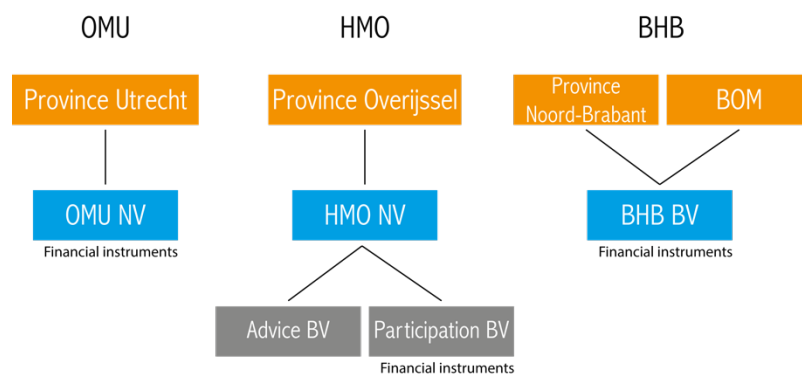 OMU HMO BHB
Province Utrecht Province Overijssel Province
Noord-Brabant BOM
OMU NV HMO NV BHB BV
Financial instruments Financial instruments
Advice BV Participation BV
Financial instruments